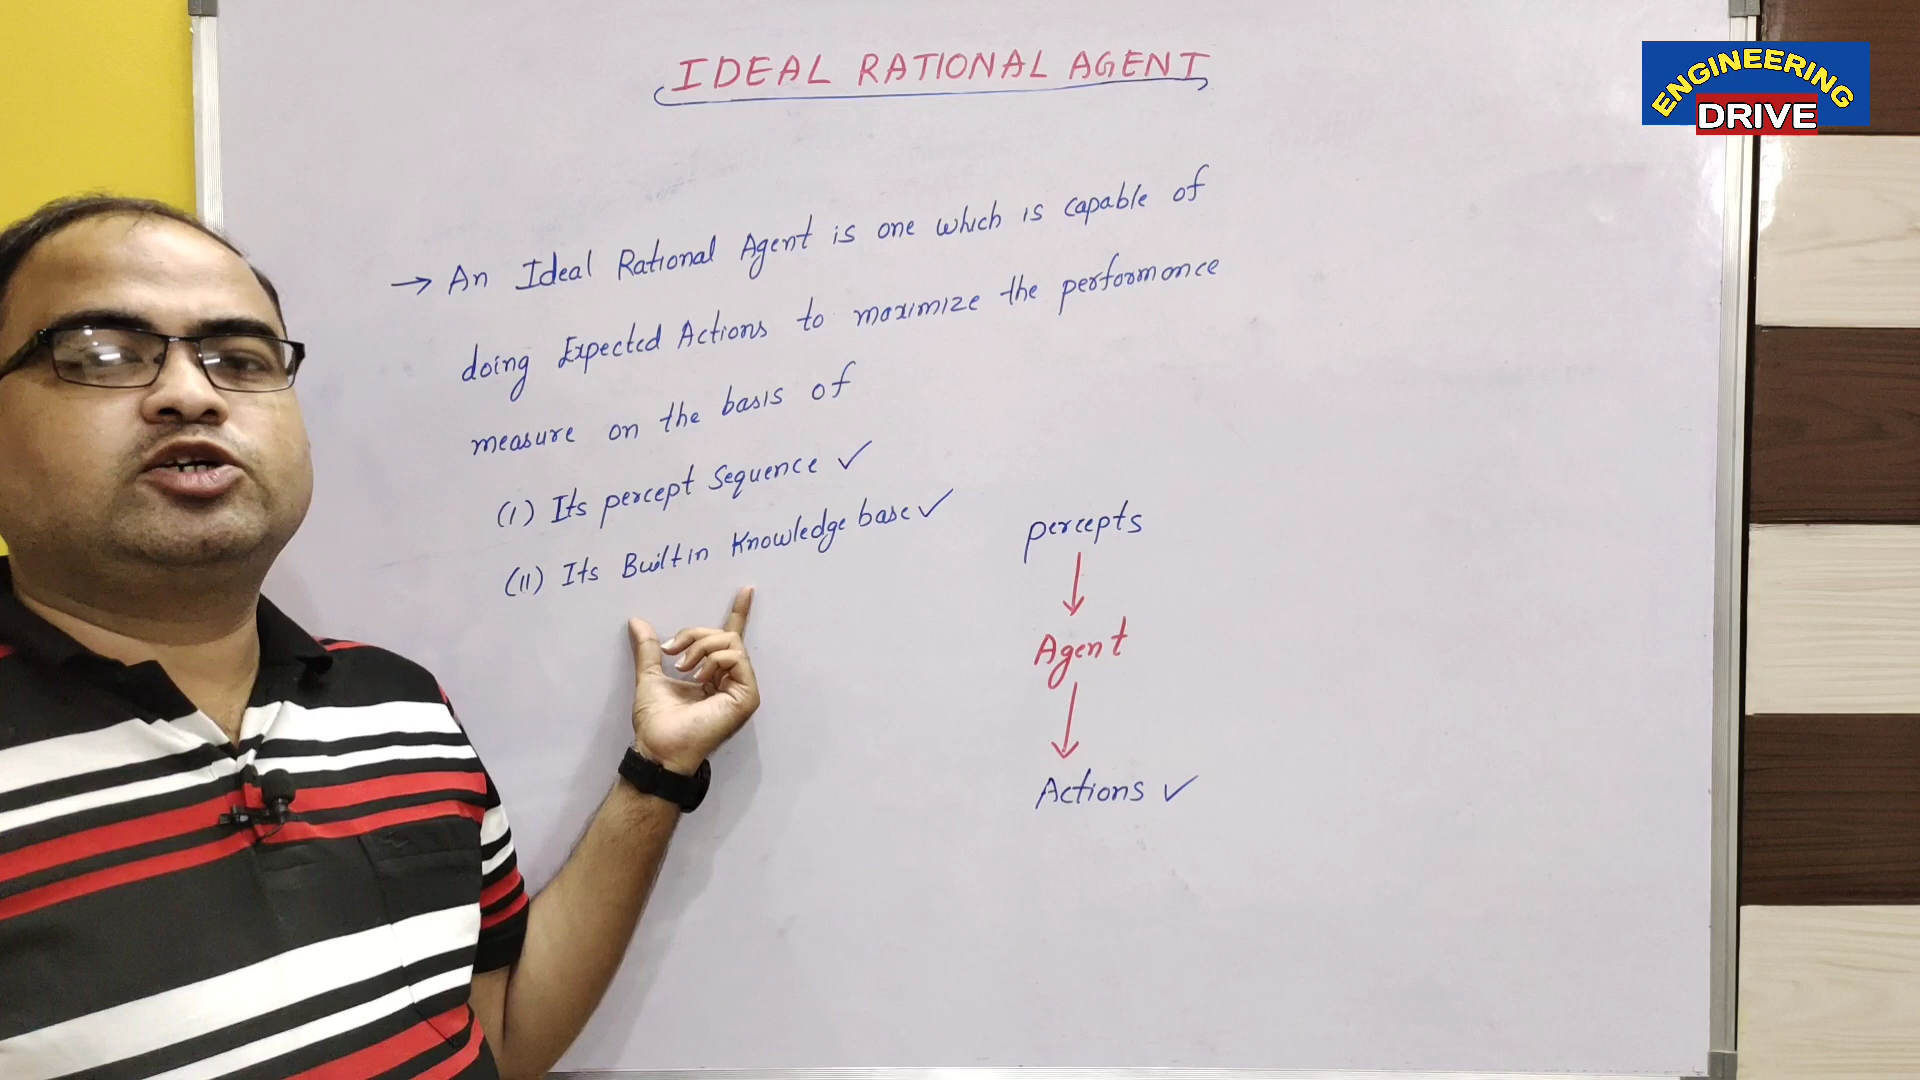 IDEAL RATIONAL AGENT
ENGINEERING
DRIVE
→ An Ideal Rational Agent is one which is capable of
doing Expected Actions to maximize the performance
measure on the basis of
(I) Its percept Sequence ✓
(II) Its Builtin Knowledge base ✓
percepts
Agent
Actions ✓